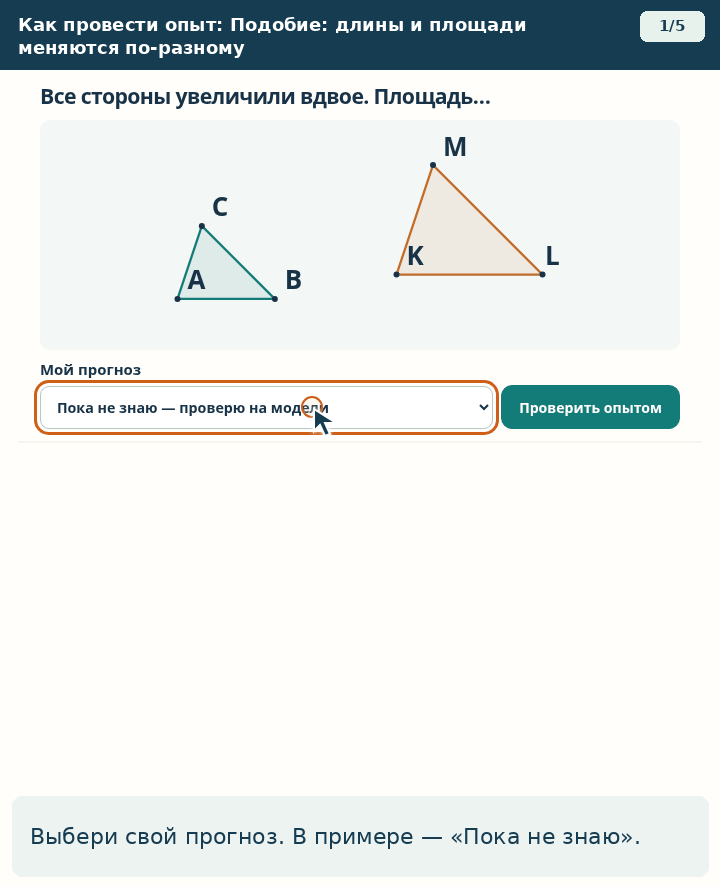 Как провести опыт: Подобие: длины и площади
меняются по-разному
1/5
Все стороны увеличили вдвое. Площадь...
M
C
K
L
A
B
Мой прогноз
Пока не знаю — проверю на модели
Проверить опытом
Выбери свой прогноз. В примере — «Пока не знаю».